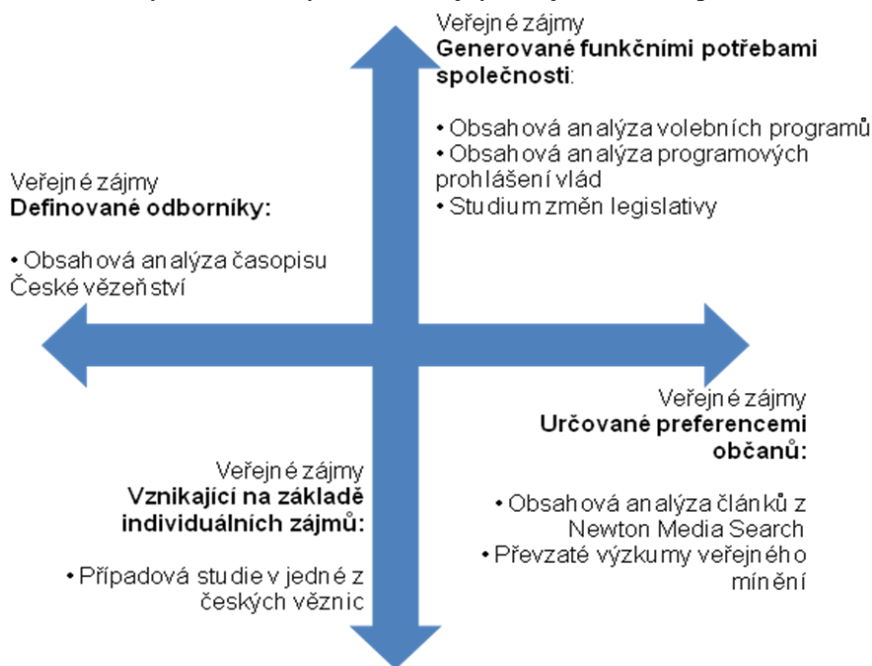 Veřejné zájmy
Generované funkčními potřebami
společnosti:
• Obsahová analýza volebních programů
• Obsahová analýza programových
prohlášení vlád
• Studium změn legislativy
Veřejné zájmy
Definované odborníky:
• Obsahová analýza časopisu
České vězeňství
Veřejné zájmy
Určované preferencemi
občanů:
• Obsahová analýza článků z
Newton Media Search
• Převzaté výzkumy veřejného
mínění
Veřejné zájmy
Vznikající na základě
individuálních zájmů:
• Případová studie v jedné z
českých věznic